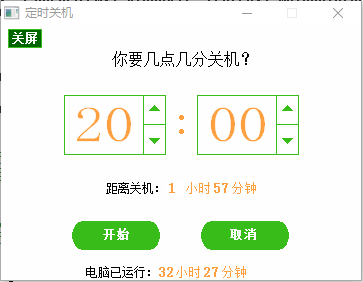 定时关机
关屏
你要几点几分关机？
20 : 00
距离关机: 1 小时 57 分钟
开始 取消
电脑已运行: 32 小时 27 分钟